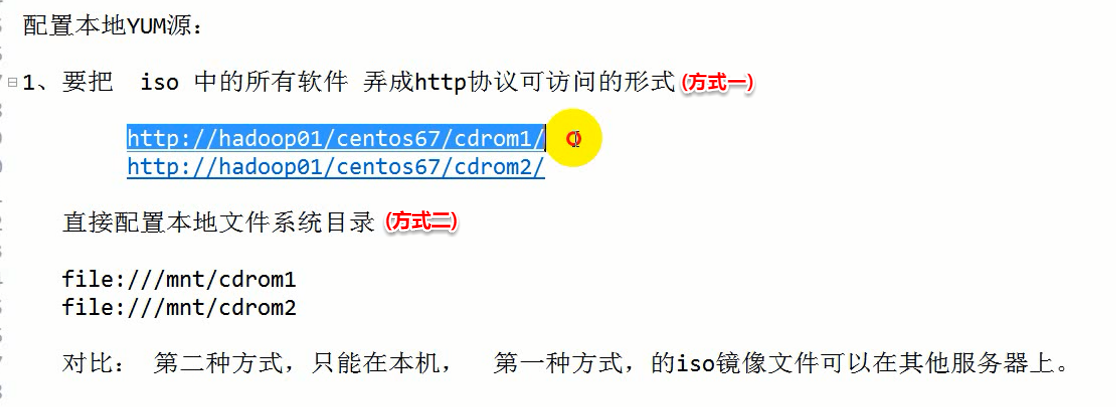 配置本地YUM源：
1、要把 iso 中的所有软件 弄成http协议可访问的形式 (方式一)
http://hadoop01/centos67/cdrom1/
http://hadoop01/centos67/cdrom2/
直接配置本地文件系统目录 (方式二)
file:///mnt/cdrom1
file:///mnt/cdrom2
对比： 第二种方式，只能在本机， 第一种方式，的iso镜像文件可以在其他服务器上。